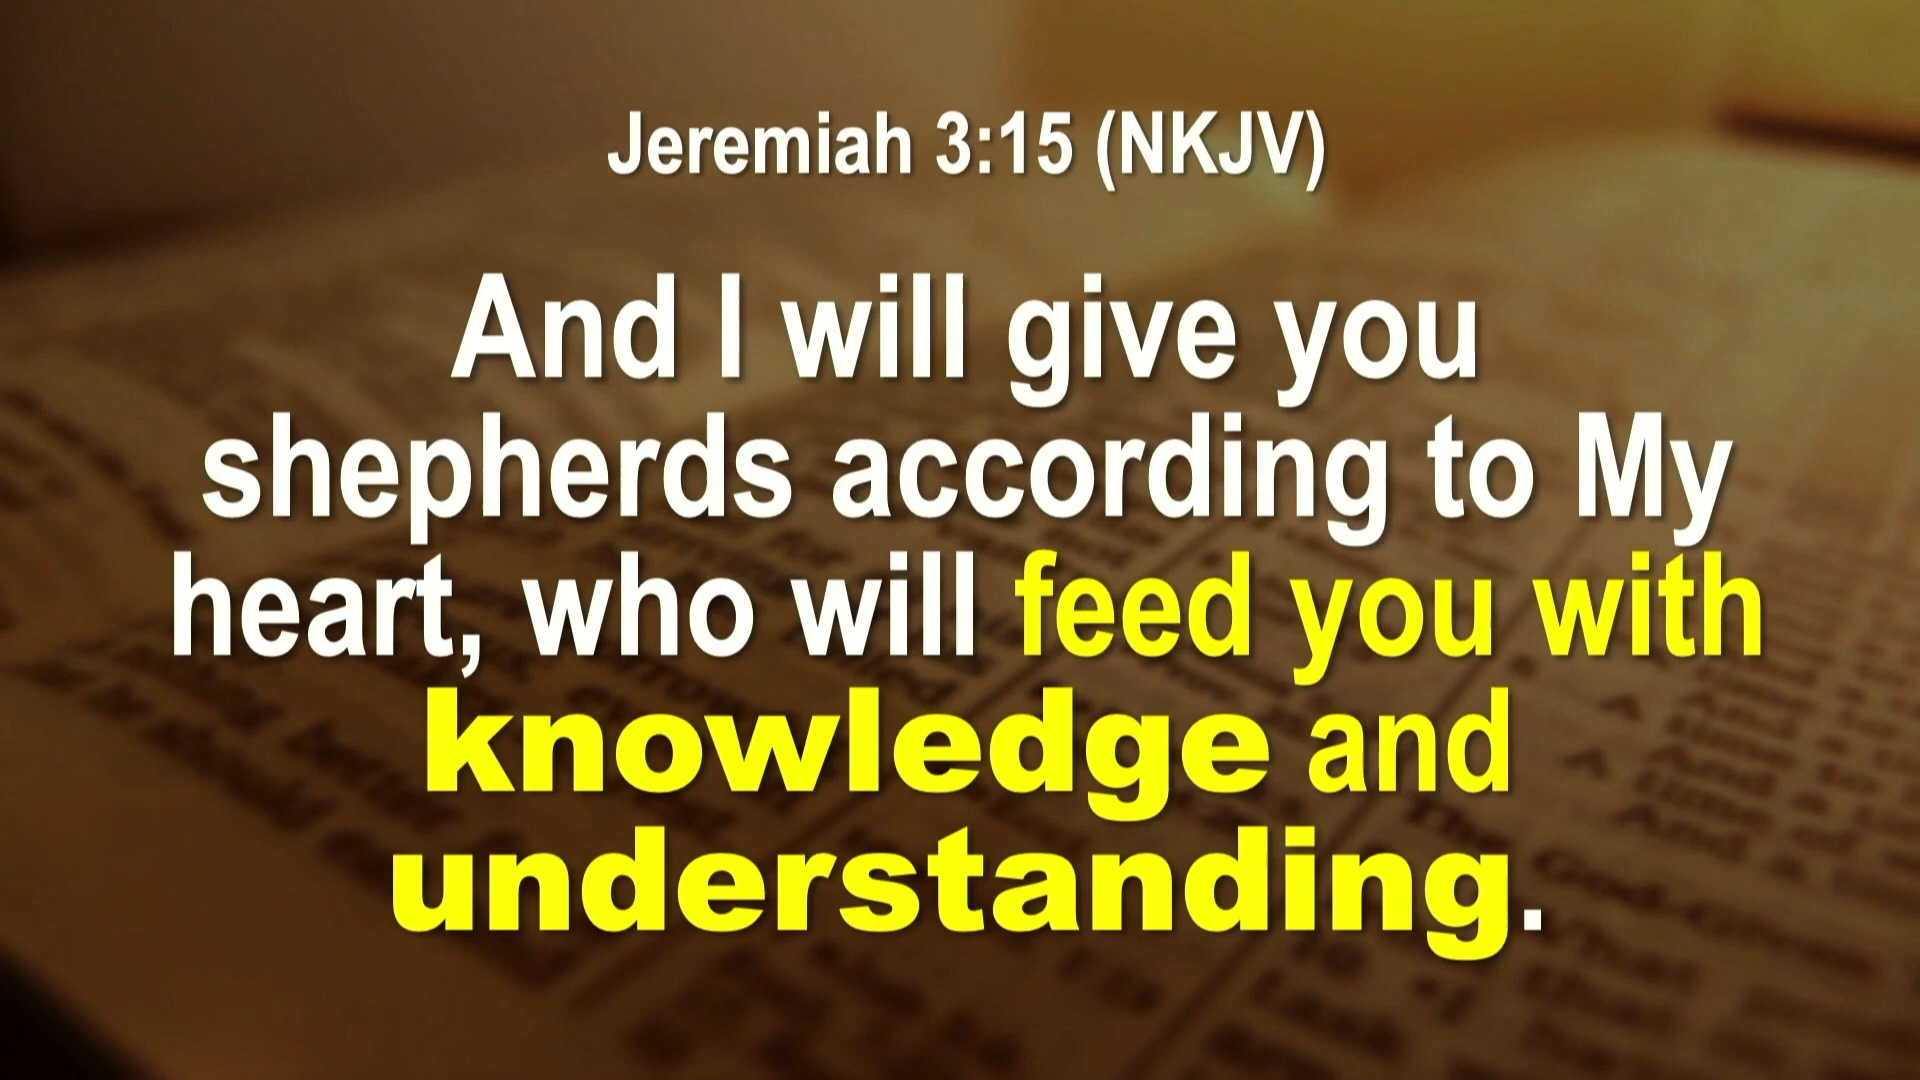 Jeremiah 3:15 (NKJV)
And I will give you
shepherds according to My
heart, who will feed you with
knowledge and
understanding.